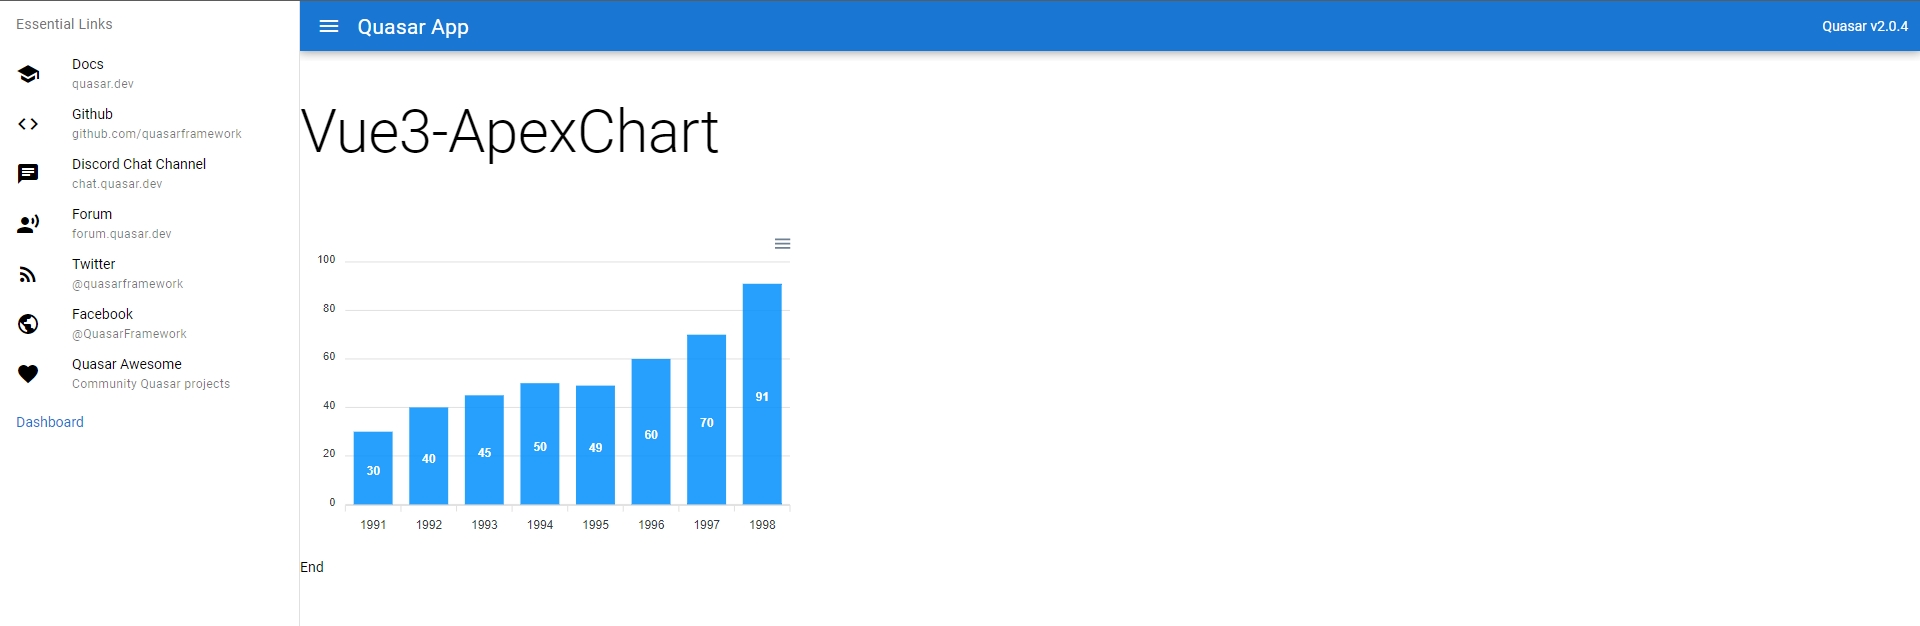 Essential Links
Docs
quasar.dev
Github
github.com/quasarframework
Discord Chat Channel
chat.quasar.dev
Forum
forum.quasar.dev
Twitter
@quasarframework
Facebook
@QuasarFramework
Quasar Awesome
Community Quasar projects
Dashboard
Quasar App
Quasar v2.0.4
Vue3-ApexChart
100
80
60
40
20
0
30 40 45 50 49 60 70 91
1991 1992 1993 1994 1995 1996 1997 1998
End